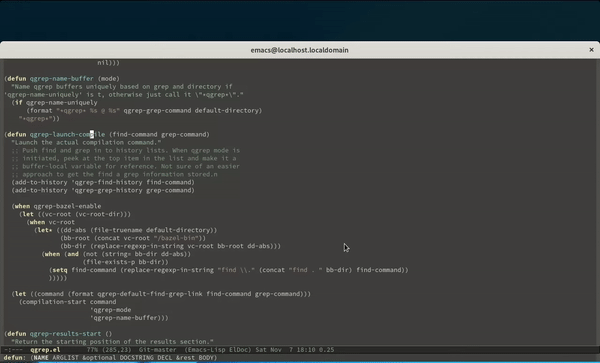 emacs@localhost.localdomain
nil)))
(defun qgrep-name-buffer (mode)
"Name qgrep buffers uniquely based on grep and directory if
'qgrep-name-uniquely' is t, otherwise just call it \"*qgrep*\"."
(if qgrep-name-uniquely
(format "*qgrep* %s @ %s" qgrep-grep-command default-directory)
"*qgrep*"))
(defun qgrep-launch-compile (find-command grep-command)
"Launch the actual compilation command."
;; Push find and grep in to history lists. When qgrep mode is
;; initiated, peek at the top item in the list and make it a
;; buffer-local variable for reference. Not sure of an easier
;; approach to get the find a grep information stored.n
(add-to-history 'qgrep-find-history find-command)
(add-to-history 'qgrep-grep-history grep-command)
(when qgrep-bazel-enable
(let ((vc-root (vc-root-dir)))
(when vc-root
(let* ((dd-abs (file-truename default-directory))
(bb-root (concat vc-root "/bazel-bin"))
(bb-dir (replace-regexp-in-string vc-root bb-root dd-abs)))
(when (and (not (string= bb-dir dd-abs))
(file-exists-p bb-dir))
(setq find-command (replace-regexp-in-string "find \\." (concat "find . " bb-dir) find-command))
)))))
(let ((command (format qgrep-default-find-grep-link find-command grep-command)))
(compilation-start command
'qgrep-mode
'qgrep-name-buffer)))
(defun qgrep-results-start ()
"Return the starting position of the results section."
-:--- qgrep.el 77% (265,23) Git-master (Emacs-Lisp ElDoc) Sat Nov 7 18:10 0.25
defun: (NAME ARGLIST &optional DOCSTRING DECL &rest BODY)